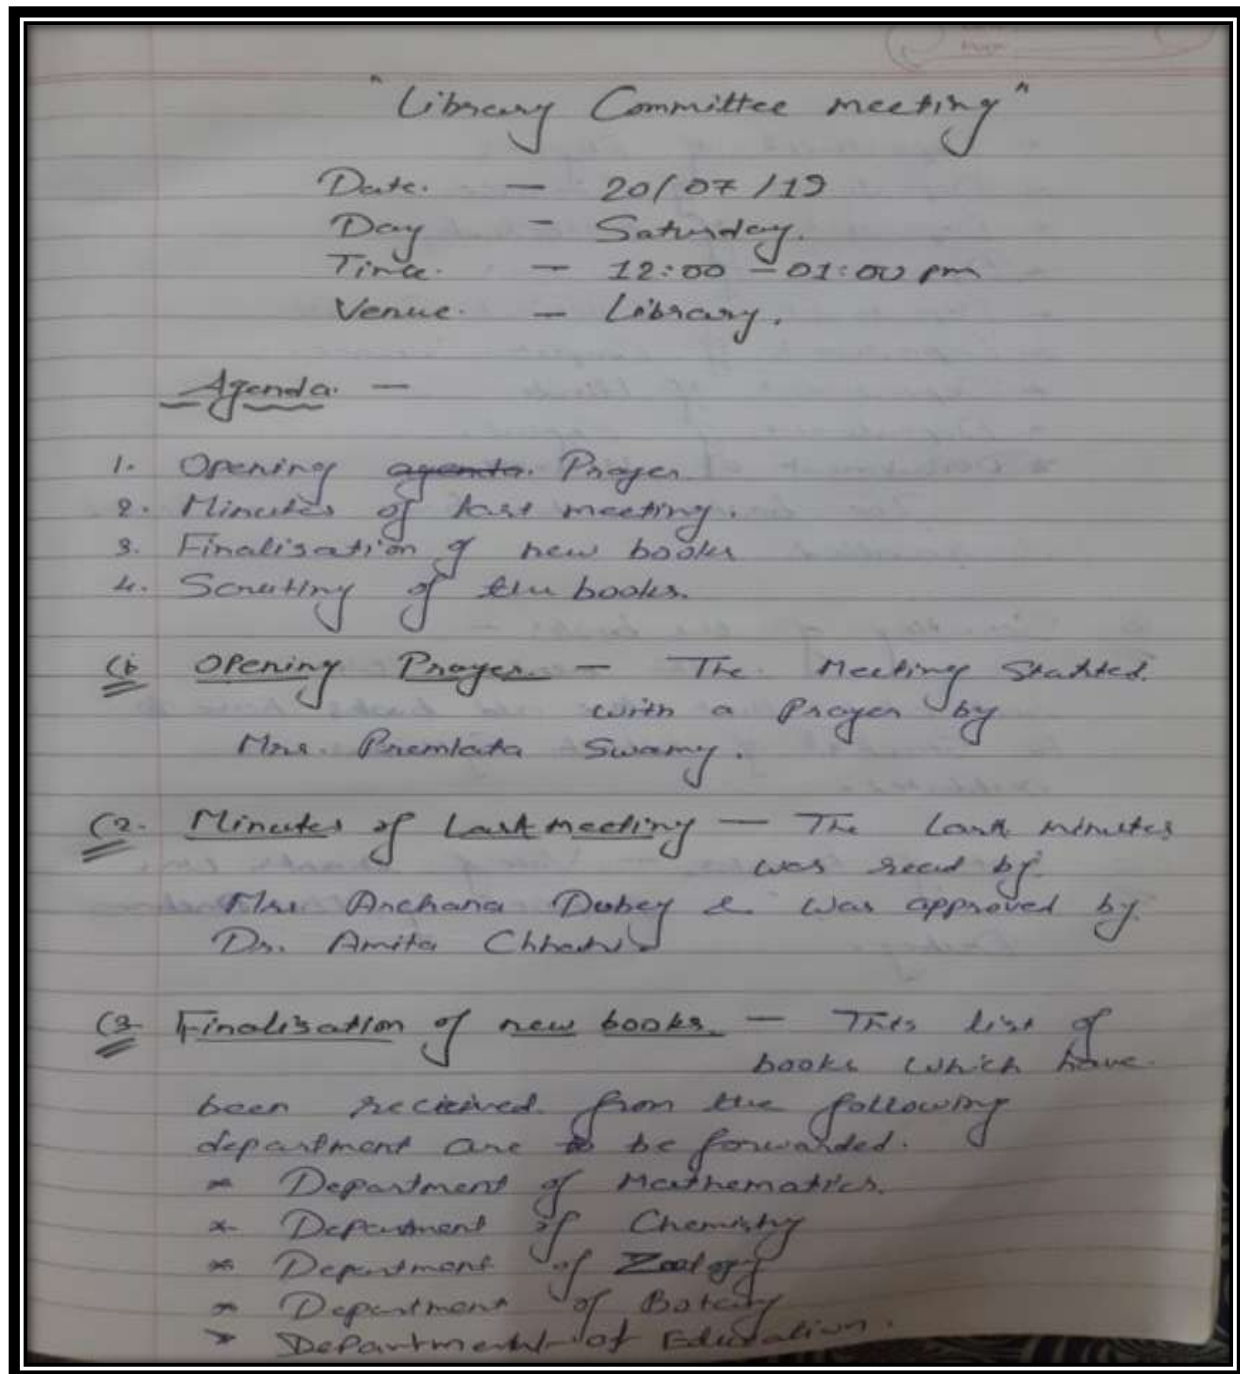 "Library Committee meeting"
Date. - 20/07/19
Day - Saturday.
Time. - 12:00 - 01:00 pm
Venue. - Library.
Agenda. -
1. Opening agenda. Prayer.
2. Minutes of last meeting.
3. Finalisation of new books
4. Scrutiny of the books.
(1. Opening Prayer. - The Meeting Started.
with a Prayer by
Mrs. Premlata Swamy.
(2. Minutes of Last meeting - The Last minutes
was read by.
Mrs Archana Dubey & was approved by.
Dr. Amita
(3. Finalisation of new books. - This list of
books which have.
been recieived from the following
department are to be forwarded.
* Department of Mathematics.
* Department of Chemistry
* Department of Zoology
* Department of Botany
* Department of Education.